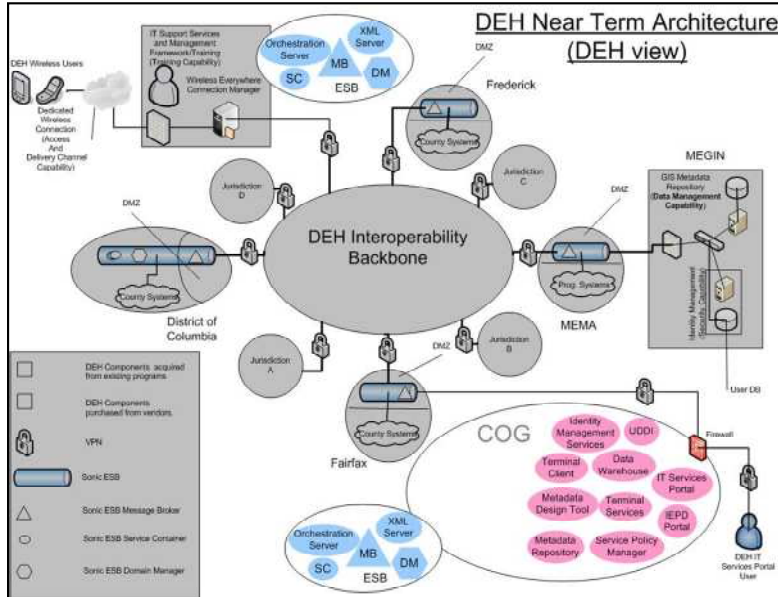 DEH Near Term Architecture
(DEH view)
IT Support Services
and Management
Framework/Training
(Training Capability)
Wireless Everywhere
Connection Manager
DEH Wireless Users
Dedicated
Wireless
Connection
(Access
And
Delivery Channel
Capability)
Orchestration
Server
XML
Server
MB
SC
DM
ESB
DMZ
Frederick
County Systems
Jurisdiction
D
Jurisdiction
C
MEGIN
GIS Metadata
Repository
(Data Management
Capability)
Identity Management
(Security Capability)
User DB
DMZ
DEH Interoperability
Backbone
DMZ
Prog. Systems
MEMA
County Systems
District of
Columbia
Jurisdiction
A
Jurisdiction
B
DMZ
County Systems
Fairfax
DEH Components acquired
from existing programs
DEH Components
purchased from vendors.
VPN
Sonic ESB
Sonic ESB Message Broker
Sonic ESB Service Container
Sonic ESB Domain Manager
COG
Identity
Management
Services
UDDI
Terminal
Client
Data
Warehouse
IT Services
Portal
Metadata
Design Tool
Terminal
Services
IEPD
Portal
Metadata
Repository
Service Policy
Manager
Firewall
DEH IT
Services Portal
User
Orchestration
Server
XML
Server
MB
SC
DM
ESB